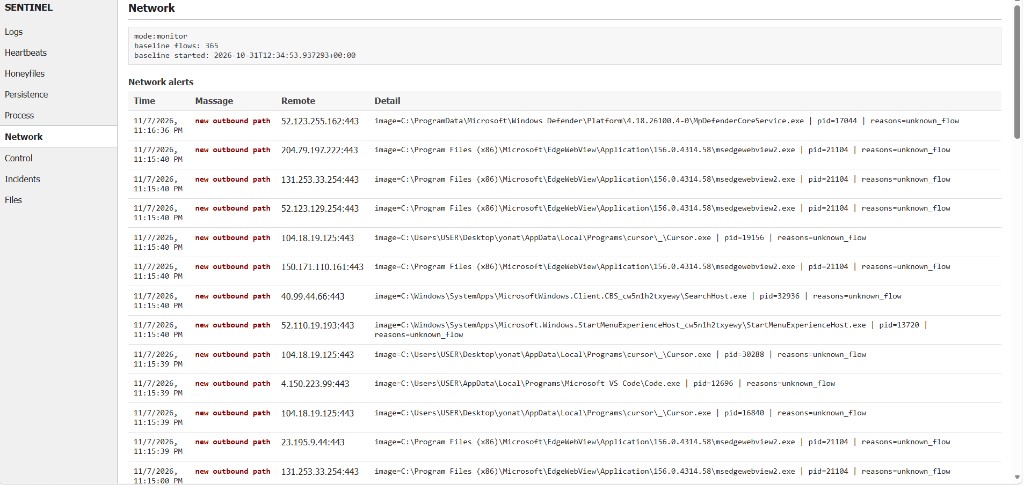 SENTINEL
Logs
Heartbeats
Honeyfiles
Persistence
Process
Network
Control
Incidents
Files
Network
mode:monitor
baseline flows: 365
baseline started: 2026-10-31T12:34:53.937293+00:00
Network alerts
Time Massage Remote Detail
11/7/2026, 11:16:36 PM new outbound path 52.123.255.162:443 image=C:\ProgramData\Microsoft\Windows Defender\Platform\4.18.26100.4-0\MpDefenderCoreService.exe | pid=17044 | reasons=unknown_flow
11/7/2026, 11:15:40 PM new outbound path 204.79.197.222:443 image=C:\Program Files (x86)\Microsoft\EdgeWebView\Application\156.0.4314.58\msedgewebview2.exe | pid=21104 | reasons=unknown_flow
11/7/2026, 11:15:40 PM new outbound path 131.253.33.254:443 image=C:\Program Files (x86)\Microsoft\EdgeWebView\Application\156.0.4314.58\msedgewebview2.exe | pid=21104 | reasons=unknown_flow
11/7/2026, 11:15:40 PM new outbound path 52.123.129.254:443 image=C:\Program Files (x86)\Microsoft\EdgeWebView\Application\156.0.4314.58\msedgewebview2.exe | pid=21104 | reasons=unknown_flow
11/7/2026, 11:15:40 PM new outbound path 104.18.19.125:443 image=C:\Users\USER\Desktop\yonat\AppData\Local\Programs\cursor\_\Cursor.exe | pid=19156 | reasons=unknown_flow
11/7/2026, 11:15:40 PM new outbound path 150.171.110.161:443 image=C:\Program Files (x86)\Microsoft\EdgeWebView\Application\156.0.4314.58\msedgewebview2.exe | pid=21104 | reasons=unknown_flow
11/7/2026, 11:15:40 PM new outbound path 40.99.44.66:443 image=C:\Windows\SystemApps\MicrosoftWindows.Client.CBS_cw5n1h2txyewy\SearchHost.exe | pid=32936 | reasons=unknown_flow
11/7/2026, 11:15:40 PM new outbound path 52.110.19.193:443 image=C:\Windows\SystemApps\Microsoft.Windows.StartMenuExperienceHost_cw5n1h2txyewy\StartMenuExperienceHost.exe | pid=13720 |
reasons=unknown_flow
11/7/2026, 11:15:39 PM new outbound path 104.18.19.125:443 image=C:\Users\USER\Desktop\yonat\AppData\Local\Programs\cursor\_\Cursor.exe | pid=30288 | reasons=unknown_flow
11/7/2026, 11:15:39 PM new outbound path 4.150.223.99:443 image=C:\Users\USER\AppData\Local\Programs\Microsoft VS Code\Code.exe | pid=12696 | reasons=unknown_flow
11/7/2026, 11:15:39 PM new outbound path 104.18.19.125:443 image=C:\Users\USER\Desktop\yonat\AppData\Local\Programs\cursor\_\Cursor.exe | pid=16840 | reasons=unknown_flow
11/7/2026, 11:15:39 PM new outbound path 23.195.9.44:443 image=C:\Program Files (x86)\Microsoft\EdgeWebView\Application\156.0.4314.58\msedgewebview2.exe | pid=21104 | reasons=unknown_flow
11/7/2026, 11:15:00 PM new outbound path 131.253.33.254:443 image=C:\Program Files (x86)\Microsoft\EdgeWebView\Application\156.0.4314.58\msedgewebview2.exe | pid=21104 | reasons=unknown_flow